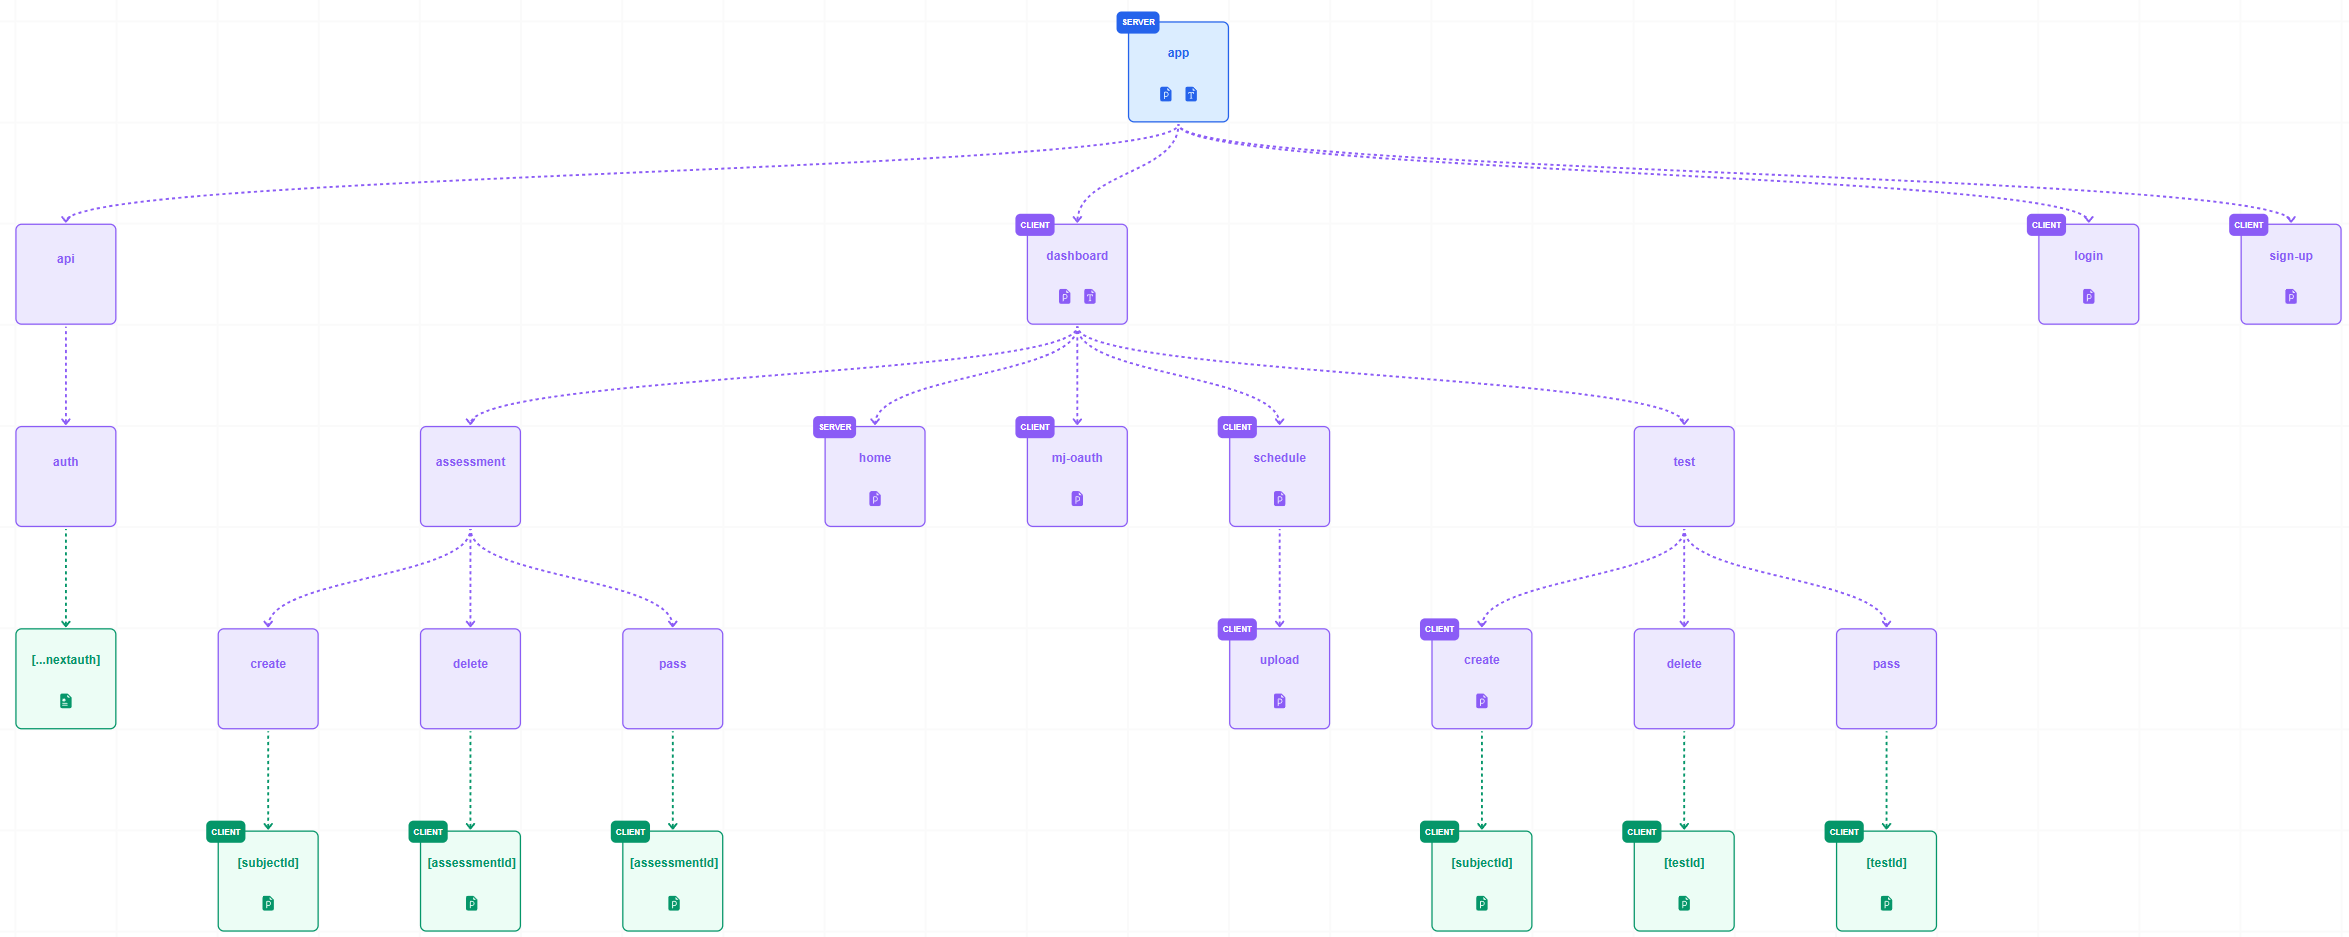 SERVER
app
P T
api
CLIENT
dashboard
P T
CLIENT
login
P
CLIENT
sign-up
P
auth
assessment
SERVER
home
P
CLIENT
mj-oauth
P
CLIENT
schedule
P
test
[...nextauth]
create
delete
pass
CLIENT
upload
P
CLIENT
create
P
delete
pass
CLIENT
[subjectId]
P
CLIENT
[assessmentId]
P
CLIENT
[assessmentId]
P
CLIENT
[subjectId]
P
CLIENT
[testId]
P
CLIENT
[testId]
P